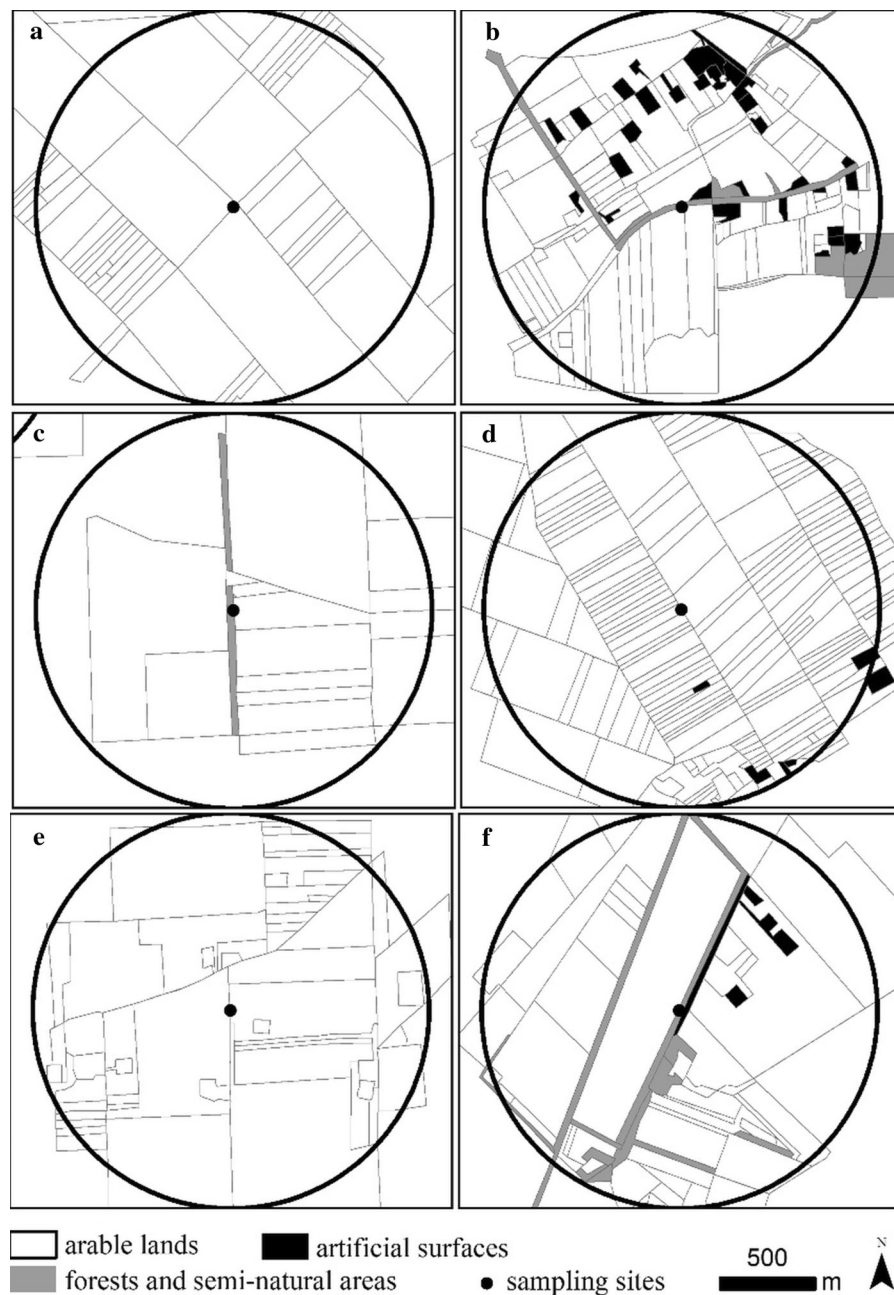 a
b
c
d
e
f
arable lands
artificial surfaces
forests and semi-natural areas
sampling sites
500
m
N